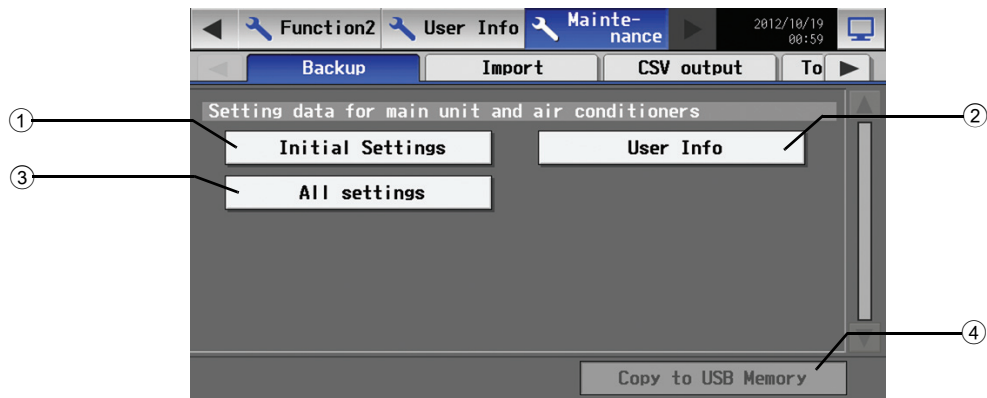 Function2 User Info Mainte-
nance 2012/10/19
00:59
Backup Import CSV output To
Setting data for main unit and air conditioners
1 Initial Settings User Info 2
3 All settings
Copy to USB Memory 4